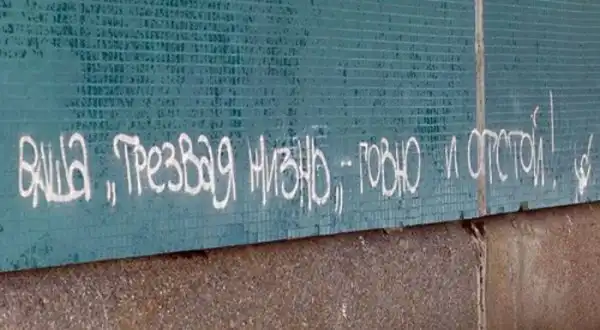 ВАША „ТРЕЗВАЯ ЖИЗНЬ„ - ГОВНО И ОТСТОЙ!